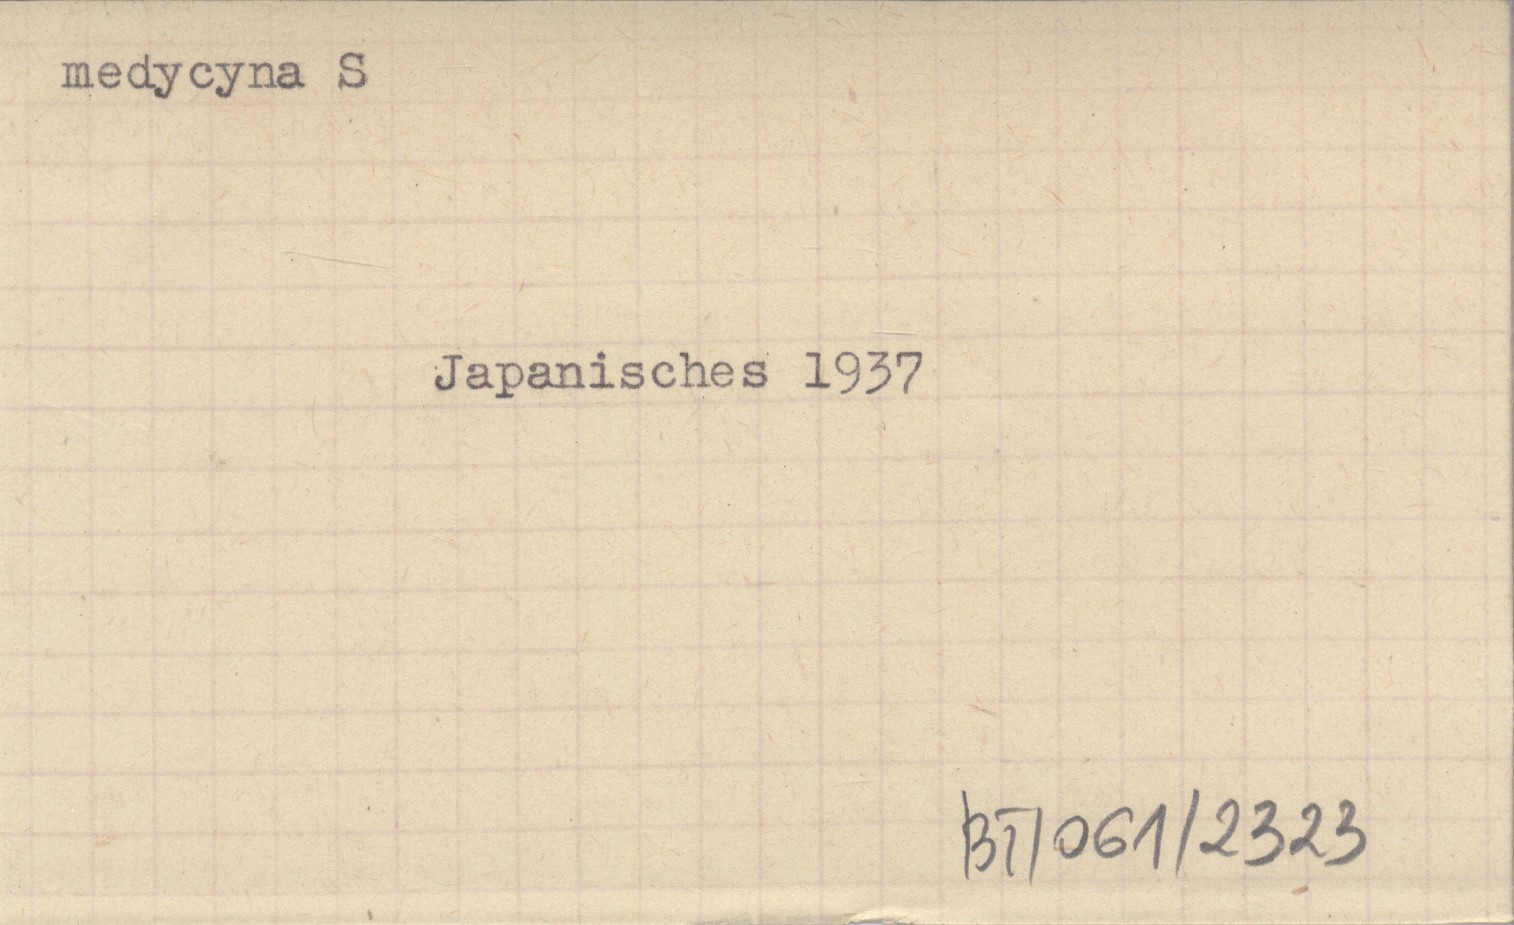 medycyna S
Japanisches 1937
BT/061/2323